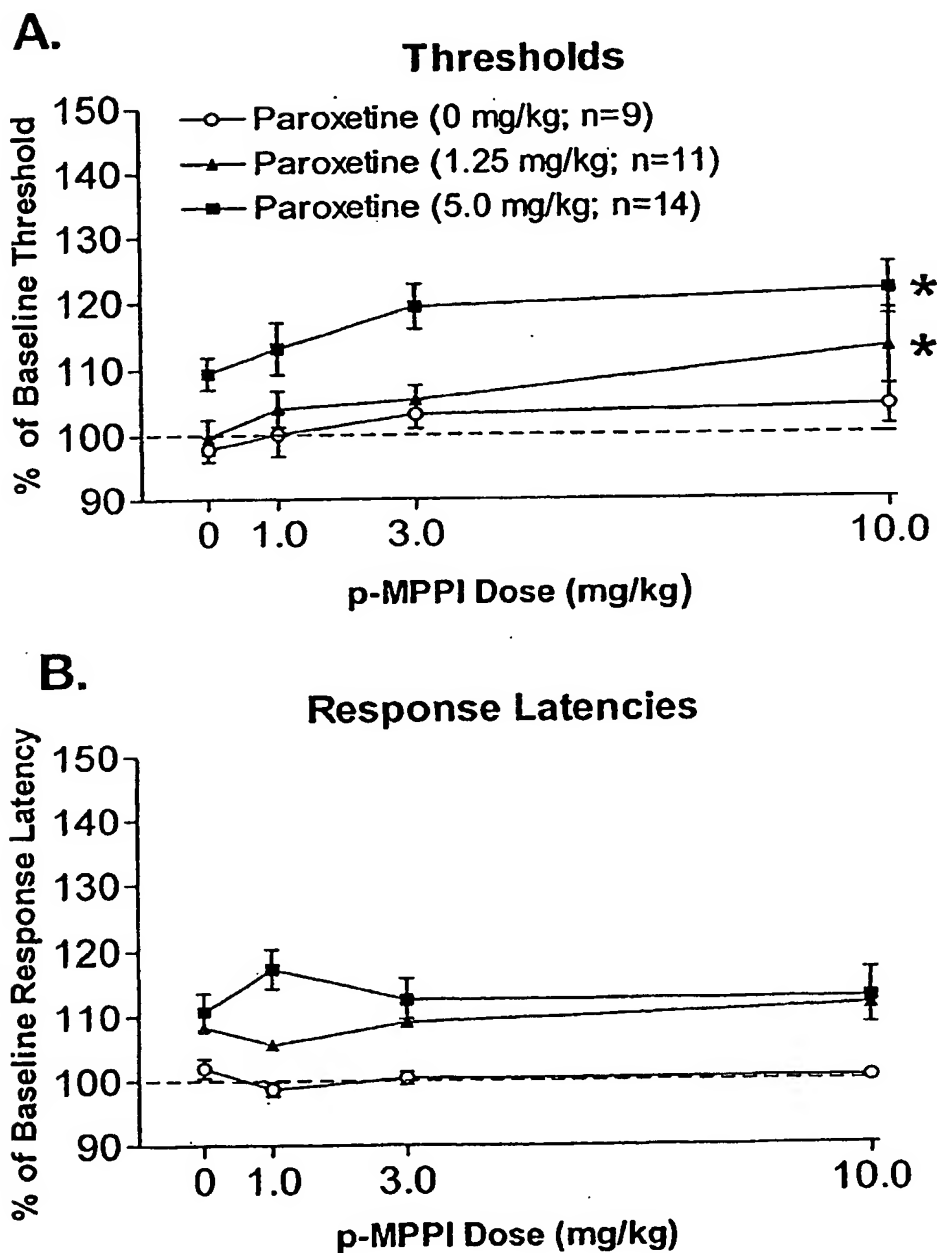 A.
Thresholds
Paroxetine (0 mg/kg; n=9)
Paroxetine (1.25 mg/kg; n=11)
Paroxetine (5.0 mg/kg; n=14)
% of Baseline Threshold
150
140
130
120
110
100
90
*
*
0 1.0 3.0 10.0
p-MPPI Dose (mg/kg)
B.
Response Latencies
% of Baseline Response Latency
150
140
130
120
110
100
90
0 1.0 3.0 10.0
p-MPPI Dose (mg/kg)